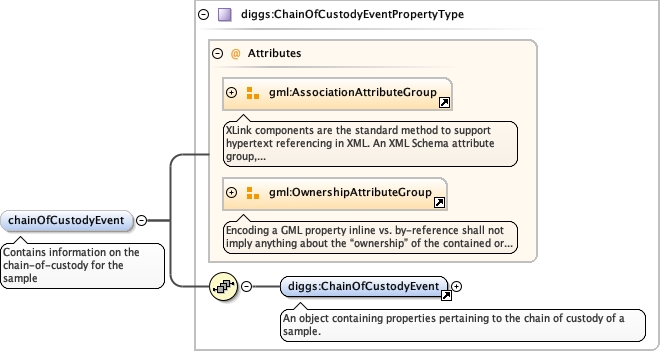 diggs:ChainOfCustodyEventPropertyType
@ Attributes
gml:AssociationAttributeGroup
XLink components are the standard method to support
hypertext referencing in XML. An XML Schema attribute
group,...
gml:OwnershipAttributeGroup
Encoding a GML property inline vs. by-reference shall not
imply anything about the “ownership” of the contained or...
chainOfCustodyEvent
Contains information on the
chain-of-custody for the
sample
diggs:ChainOfCustodyEvent
An object containing properties pertaining to the chain of custody of a
sample.